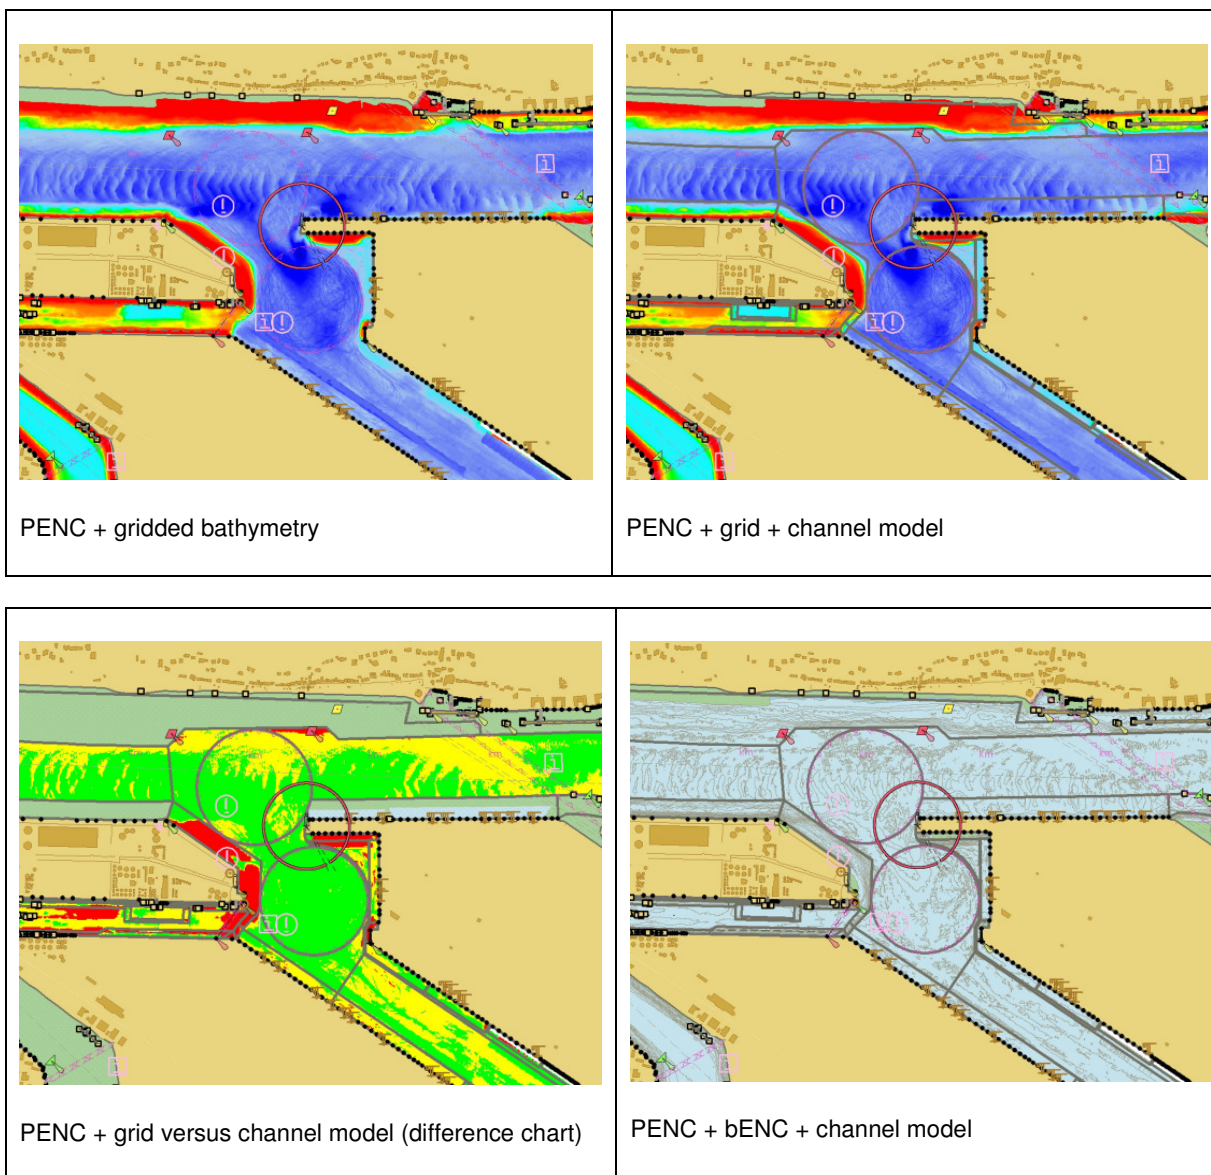 PENC + gridded bathymetry
PENC + grid + channel model
PENC + grid versus channel model (difference chart)
PENC + bENC + channel model